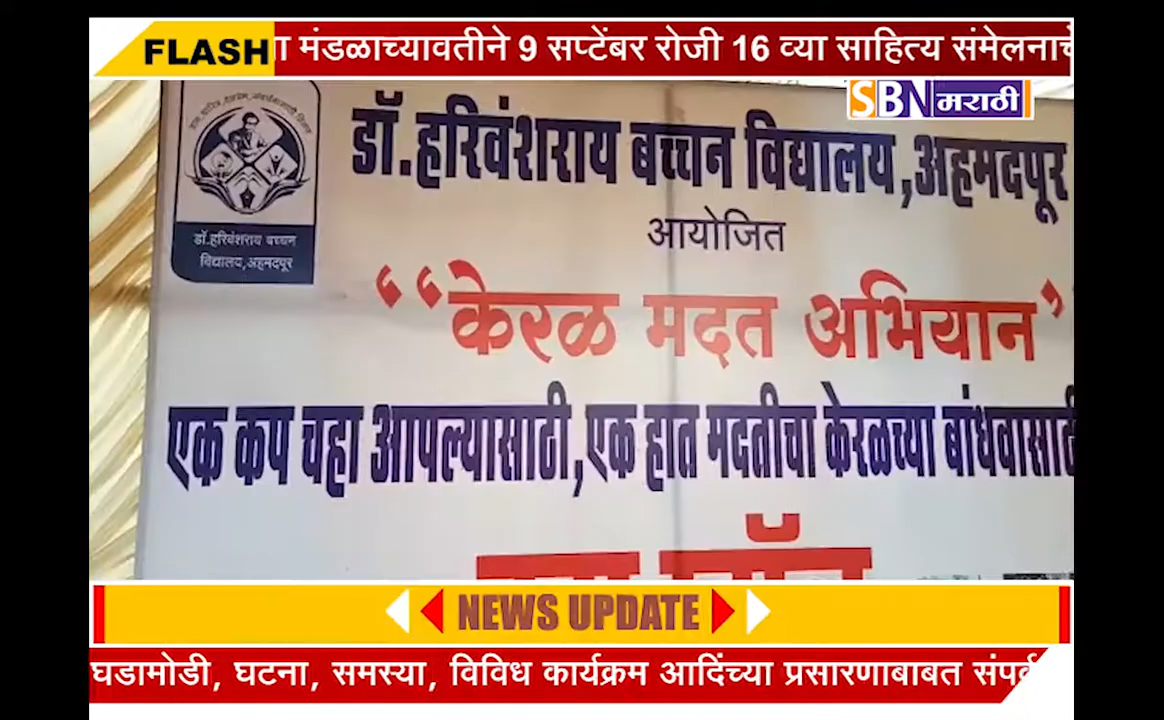 FLASH
मंडळाच्यावतीने 9 सप्टेंबर रोजी 16 व्या साहित्य संमेलनाचे
SBN मराठी
डॉ.हरिवंशराय बच्चन विद्यालय,अहमदपूर
आयोजित
डॉ.हरिवंशराय बच्चन
विद्यालय,अहमदपूर
‘‘केरळ मदत अभियान’
एक कप चहा आपल्यासाठी,एक हात मदतीचा केरळच्या बांधवासाठी
NEWS UPDATE
घडामोडी, घटना, समस्या, विविध कार्यक्रम आदिंच्या प्रसारणाबाबत